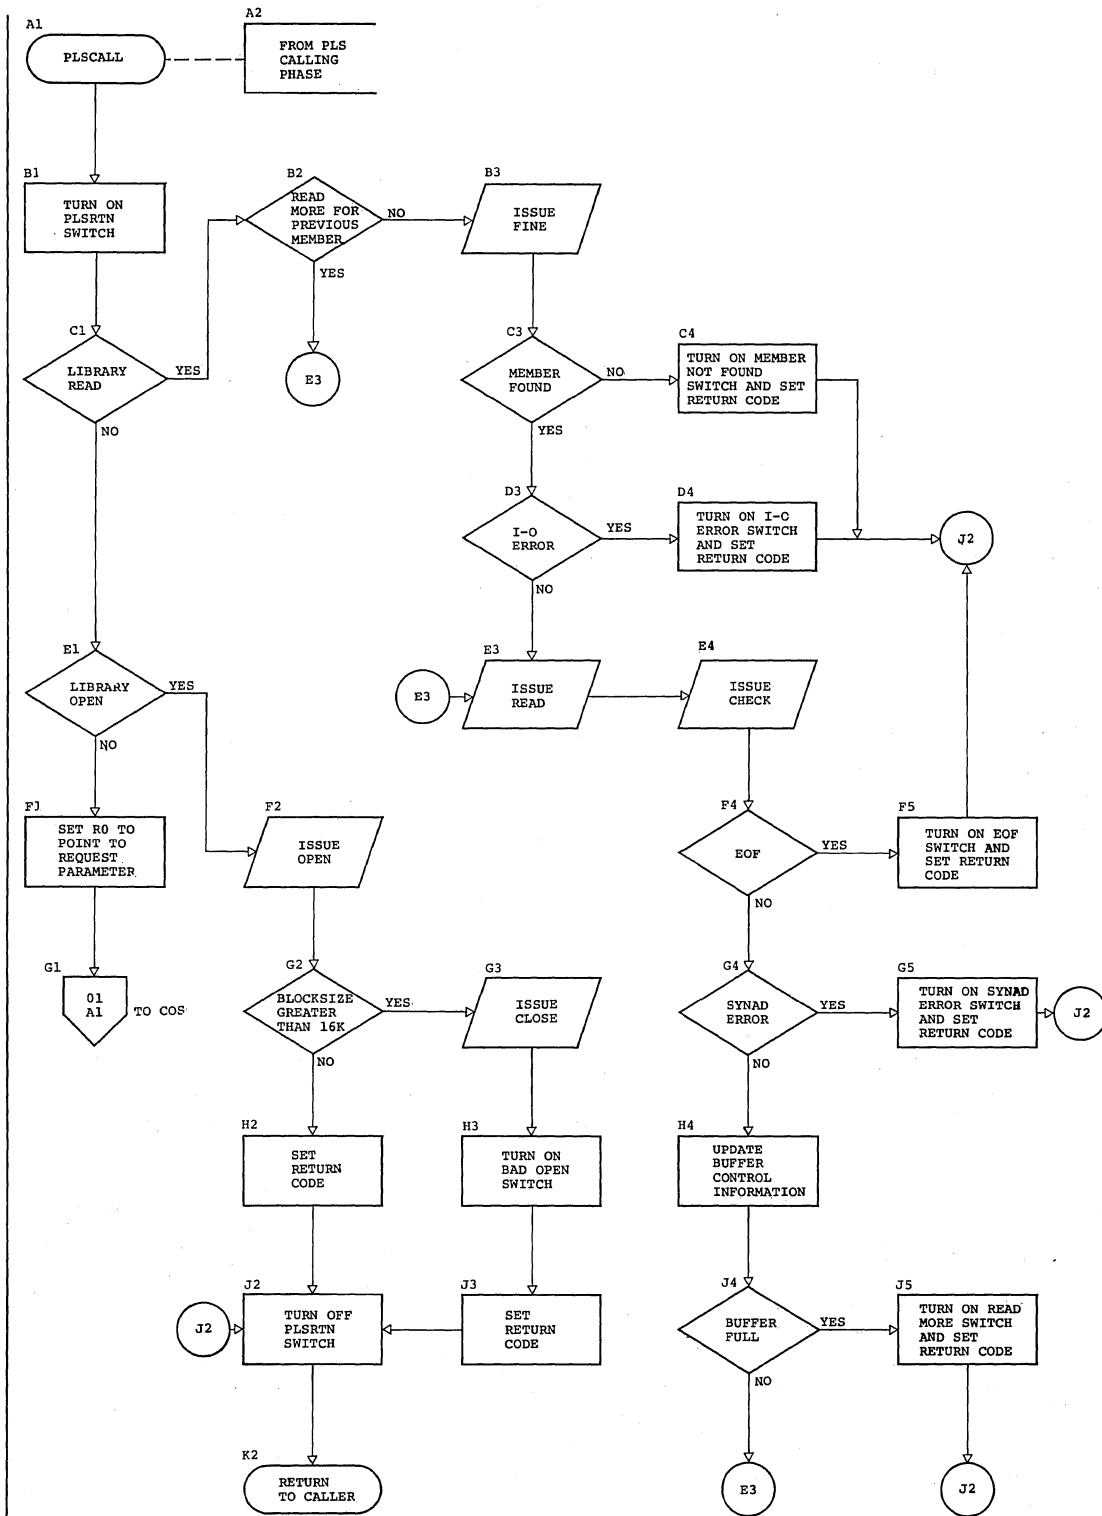 A1
PLSCALL
A2
FROM PLS
CALLING
PHASE
B1
TURN ON
PLSRTN
SWITCH
B2
READ
MORE FOR
PREVIOUS
MEMBER
NO
YES
B3
ISSUE
FINE
C1
LIBRARY
READ
YES
NO
E3
C3
MEMBER
FOUND
NO
YES
C4
TURN ON MEMBER
NOT FOUND
SWITCH AND SET
RETURN CODE
D3
I-O
ERROR
YES
NO
D4
TURN ON I-O
ERROR SWITCH
AND SET
RETURN CODE
J2
E1
LIBRARY
OPEN
YES
NO
E3
E3
ISSUE
READ
E4
ISSUE
CHECK
F1
SET R0 TO
POINT TO
REQUEST
PARAMETER
F2
ISSUE
OPEN
F4
EOF
YES
NO
F5
TURN ON EOF
SWITCH AND
SET RETURN
CODE
G1
01
A1
TO COS
G2
BLOCKSIZE
GREATER
THAN 16K
YES
NO
G3
ISSUE
CLOSE
G4
SYNAD
ERROR
YES
NO
G5
TURN ON SYNAD
ERROR SWITCH
AND SET
RETURN CODE
J2
H2
SET
RETURN
CODE
H3
TURN ON
BAD OPEN
SWITCH
H4
UPDATE
BUFFER
CONTROL
INFORMATION
J2
J2
TURN OFF
PLSRTN
SWITCH
J3
SET
RETURN
CODE
J4
BUFFER
FULL
YES
NO
J5
TURN ON READ
MORE SWITCH
AND SET
RETURN CODE
K2
RETURN
TO CALLER
E3
J2